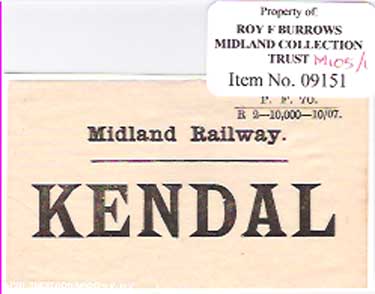 Property of:
ROY F BURROWS
MIDLAND COLLECTION
TRUST M105/1
Item No. 09151
P. F. 70.
R 2—10,000—10/07.
Midland Railway.
KENDAL